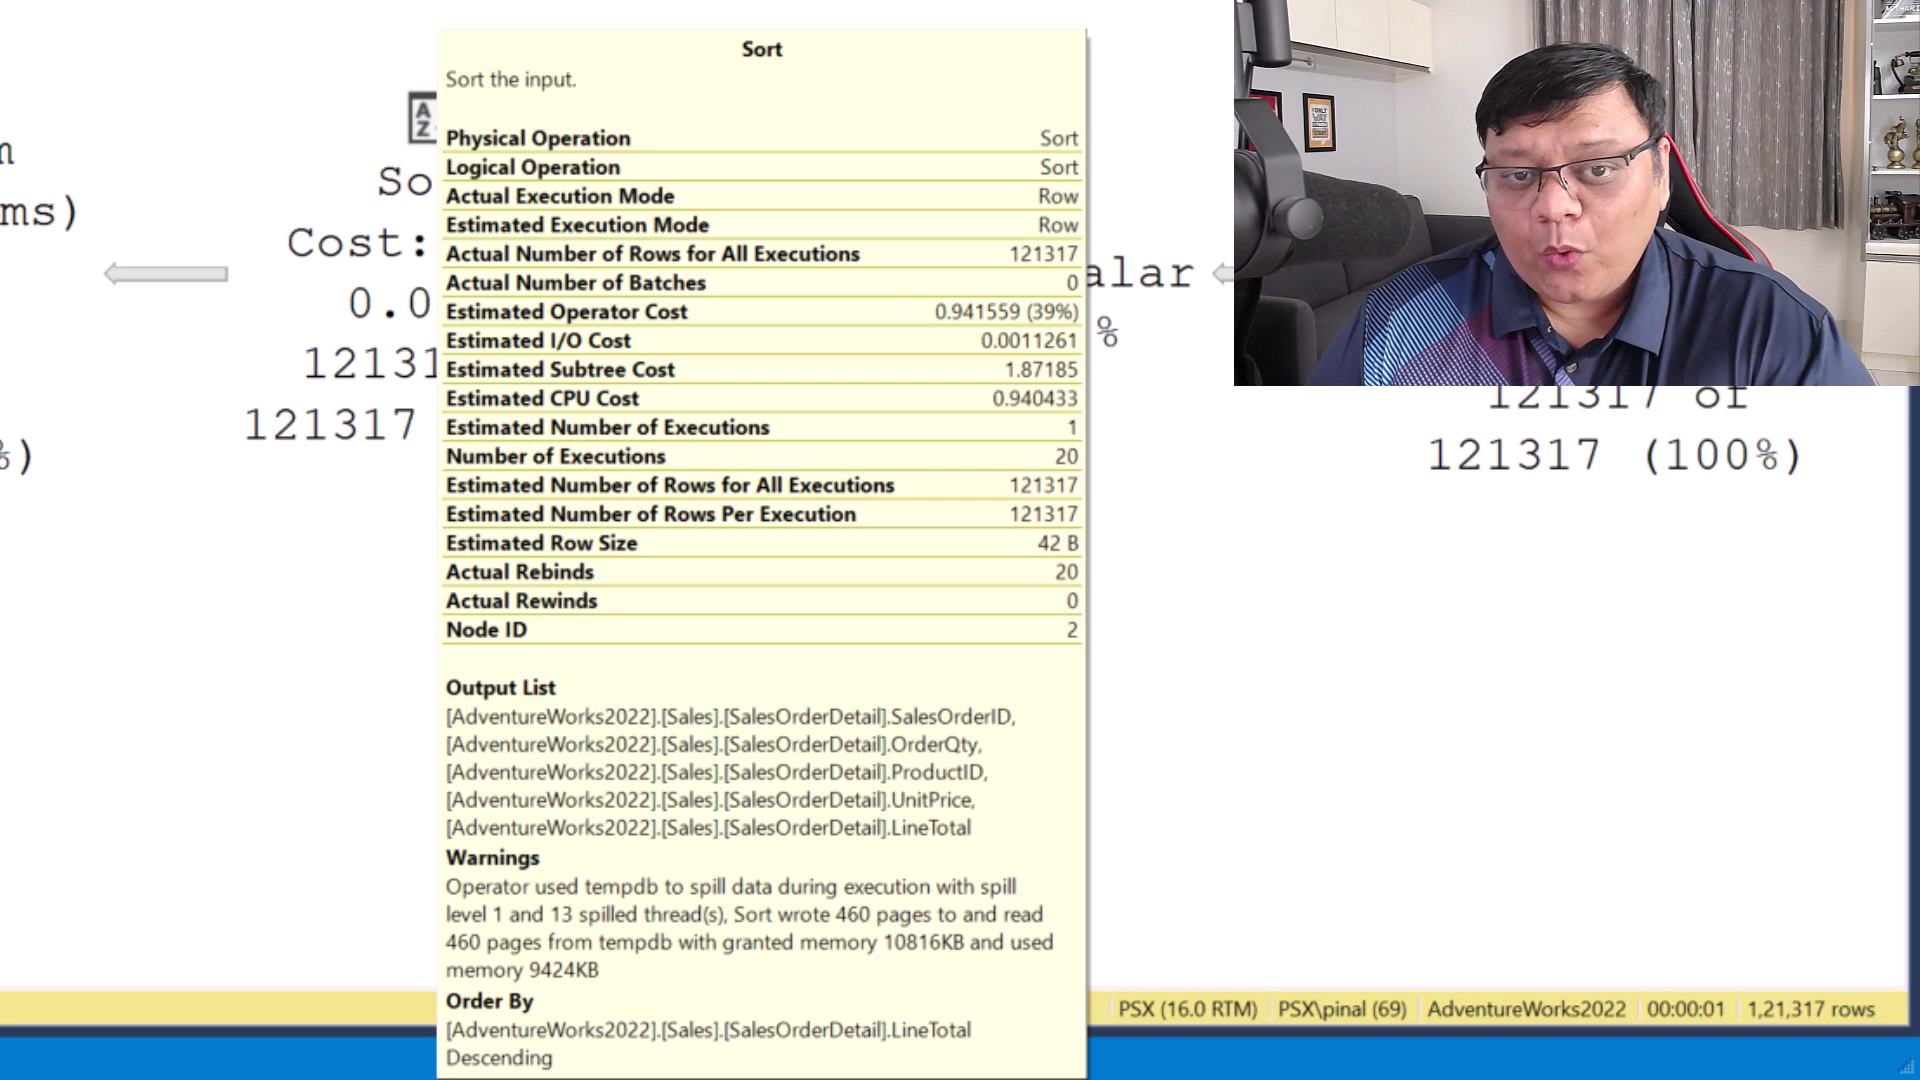 Sort
Sort the input.
Physical Operation Sort
Logical Operation Sort
Actual Execution Mode Row
Estimated Execution Mode Row
Actual Number of Rows for All Executions 121317
Actual Number of Batches 0
Estimated Operator Cost 0.941559 (39%)
Estimated I/O Cost 0.0011261
Estimated Subtree Cost 1.87185
Estimated CPU Cost 0.940433
Estimated Number of Executions 1
Number of Executions 20
Estimated Number of Rows for All Executions 121317
Estimated Number of Rows Per Execution 121317
Estimated Row Size 42 B
Actual Rebinds 20
Actual Rewinds 0
Node ID 2
Output List
[AdventureWorks2022].[Sales].[SalesOrderDetail].SalesOrderID,
[AdventureWorks2022].[Sales].[SalesOrderDetail].OrderQty,
[AdventureWorks2022].[Sales].[SalesOrderDetail].ProductID,
[AdventureWorks2022].[Sales].[SalesOrderDetail].UnitPrice,
[AdventureWorks2022].[Sales].[SalesOrderDetail].LineTotal
Warnings
Operator used tempdb to spill data during execution with spill
level 1 and 13 spilled thread(s), Sort wrote 460 pages to and read
460 pages from tempdb with granted memory 10816KB and used
memory 9424KB
Order By
[AdventureWorks2022].[Sales].[SalesOrderDetail].LineTotal
Descending
ms)
%)
A
Z
So
Cost:
0.0
12131
121317
alar
%
121317 of
121317 (100%)
ONLY
WAY
PSX (16.0 RTM) PSX\pinal (69) AdventureWorks2022 00:00:01 1,21,317 rows